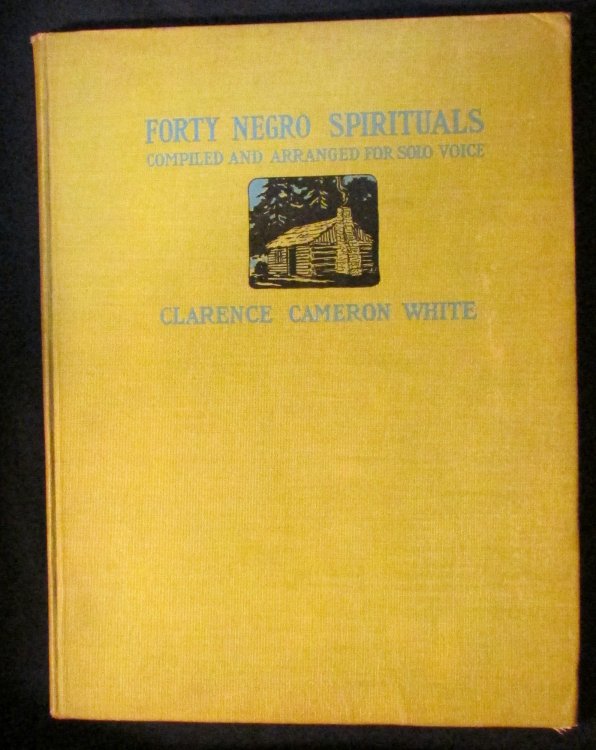 FORTY NEGRO SPIRITUALS
COMPILED AND ARRANGED FOR SOLO VOICE
CLARENCE CAMERON WHITE